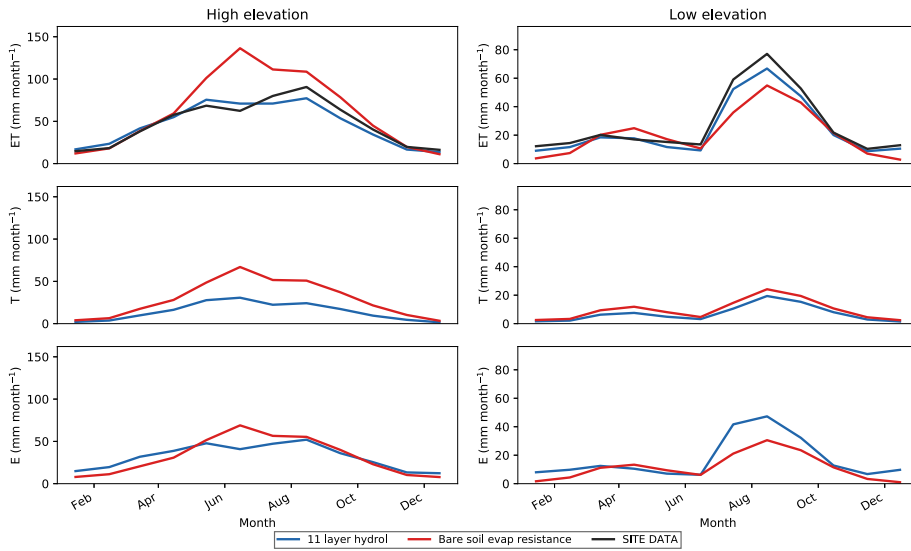 High elevation
Low elevation
150
100
50
0
ET (mm month⁻¹)
80
60
40
20
0
ET (mm month⁻¹)
150
100
50
0
T (mm month⁻¹)
80
60
40
20
0
T (mm month⁻¹)
150
100
50
0
E (mm month⁻¹)
80
60
40
20
0
E (mm month⁻¹)
Feb Apr Jun Aug Oct Dec
Month
Feb Apr Jun Aug Oct Dec
Month
11 layer hydrol Bare soil evap resistance SITE DATA